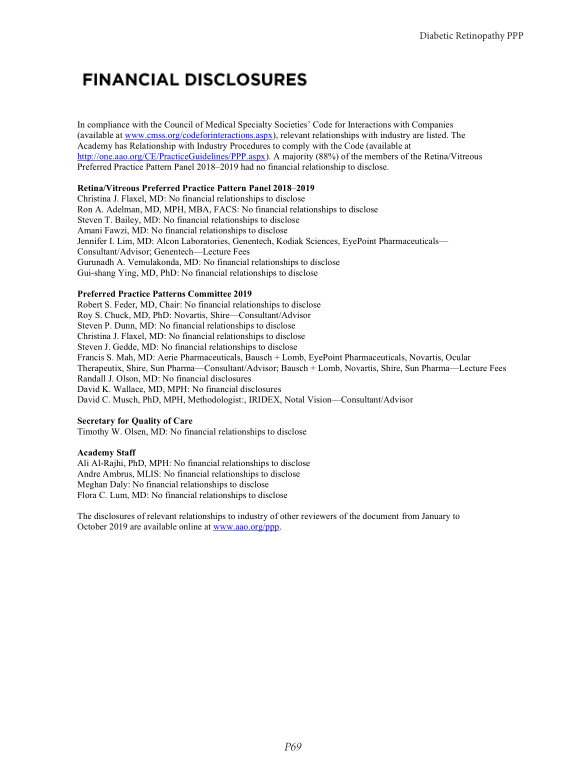 Diabetic Retinopathy PPP
FINANCIAL DISCLOSURES
In compliance with the Council of Medical Specialty Societies' Code for Interactions with Companies
(available at www.cmss.org/codeforinteractions.aspx), relevant relationships with industry are listed. The
Academy has Relationship with Industry Procedures to comply with the Code (available at
http://one.aao.org/CE/PracticeGuidelines/PPP.aspx). A majority (88%) of the members of the Retina/Vitreous
Preferred Practice Pattern Panel 2018–2019 had no financial relationship to disclose.
Retina/Vitreous Preferred Practice Pattern Panel 2018–2019
Christina J. Flaxel, MD: No financial relationships to disclose
Ron A. Adelman, MD, MPH, MBA, FACS: No financial relationships to disclose
Steven T. Bailey, MD: No financial relationships to disclose
Amani Fawzi, MD: No financial relationships to disclose
Jennifer I. Lim, MD: Alcon Laboratories, Genentech, Kodiak Sciences, EyePoint Pharmaceuticals—
Consultant/Advisor; Genentech—Lecture Fees
Gurunadh A. Vemulakonda, MD: No financial relationships to disclose
Gui-shang Ying, MD, PhD: No financial relationships to disclose
Preferred Practice Patterns Committee 2019
Robert S. Feder, MD, Chair: No financial relationships to disclose
Roy S. Chuck, MD, PhD: Novartis, Shire—Consultant/Advisor
Steven P. Dunn, MD: No financial relationships to disclose
Christina J. Flaxel, MD: No financial relationships to disclose
Steven J. Gedde, MD: No financial relationships to disclose
Francis S. Mah, MD: Aerie Pharmaceuticals, Bausch + Lomb, EyePoint Pharmaceuticals, Novartis, Ocular
Therapeutix, Shire, Sun Pharma—Consultant/Advisor; Bausch + Lomb, Novartis, Shire, Sun Pharma—Lecture Fees
Randall J. Olson, MD: No financial disclosures
David K. Wallace, MD, MPH: No financial disclosures
David C. Musch, PhD, MPH, Methodologist:, IRIDEX, Notal Vision—Consultant/Advisor
Secretary for Quality of Care
Timothy W. Olsen, MD: No financial relationships to disclose
Academy Staff
Ali Al-Rajhi, PhD, MPH: No financial relationships to disclose
Andre Ambrus, MLIS: No financial relationships to disclose
Meghan Daly: No financial relationships to disclose
Flora C. Lum, MD: No financial relationships to disclose
The disclosures of relevant relationships to industry of other reviewers of the document from January to
October 2019 are available online at www.aao.org/ppp.
P69